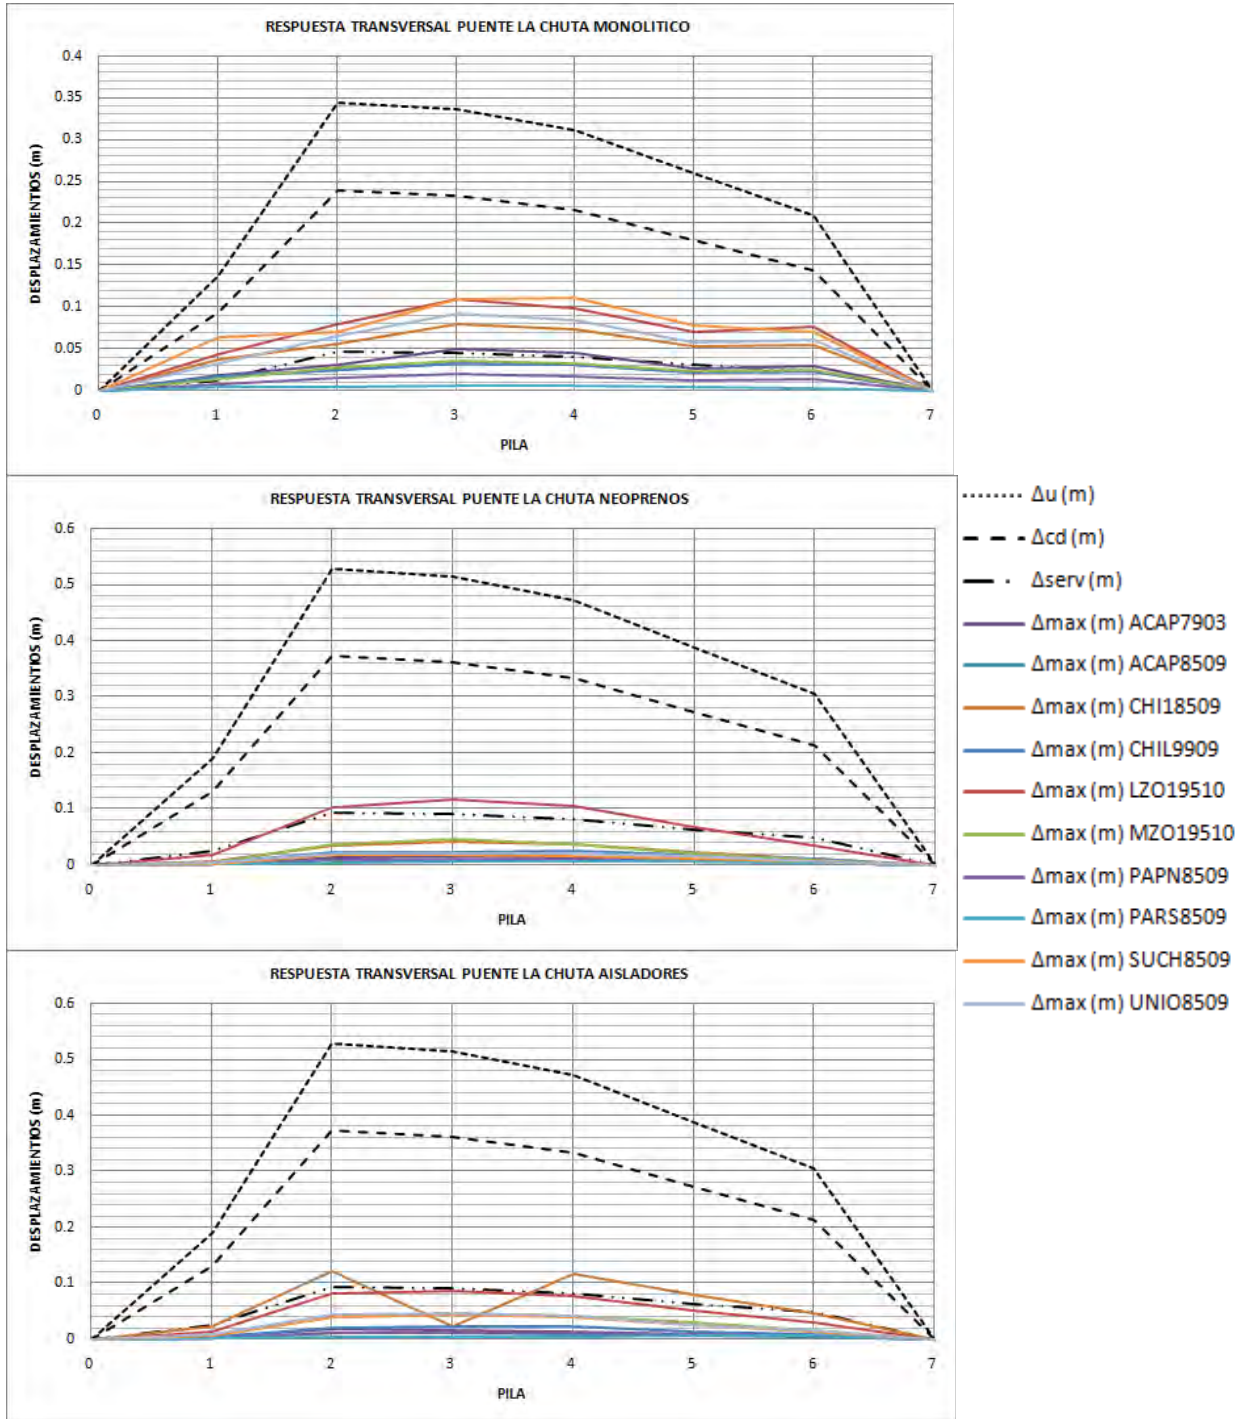 RESPUESTA TRANSVERSAL PUENTE LA CHUTA MONOLITICO
0.4
0.35
0.3
0.25
0.2
0.15
0.1
0.05
0
DESPLAZAMIENTIOS (m)
0 1 2 3 4 5 6 7
PILA
RESPUESTA TRANSVERSAL PUENTE LA CHUTA NEOPRENOS
0.6
0.5
0.4
0.3
0.2
0.1
0
DESPLAZAMIENTIOS (m)
0 1 2 3 4 5 6 7
PILA
RESPUESTA TRANSVERSAL PUENTE LA CHUTA AISLADORES
0.6
0.5
0.4
0.3
0.2
0.1
0
DESPLAZAMIENTIOS (m)
0 1 2 3 4 5 6 7
PILA
Δu (m)
Δcd (m)
Δserv (m)
Δmax (m) ACAP7903
Δmax (m) ACAP8509
Δmax (m) CHI18509
Δmax (m) CHIL9909
Δmax (m) LZO19510
Δmax (m) MZO19510
Δmax (m) PAPN8509
Δmax (m) PARS8509
Δmax (m) SUCH8509
Δmax (m) UNIO8509